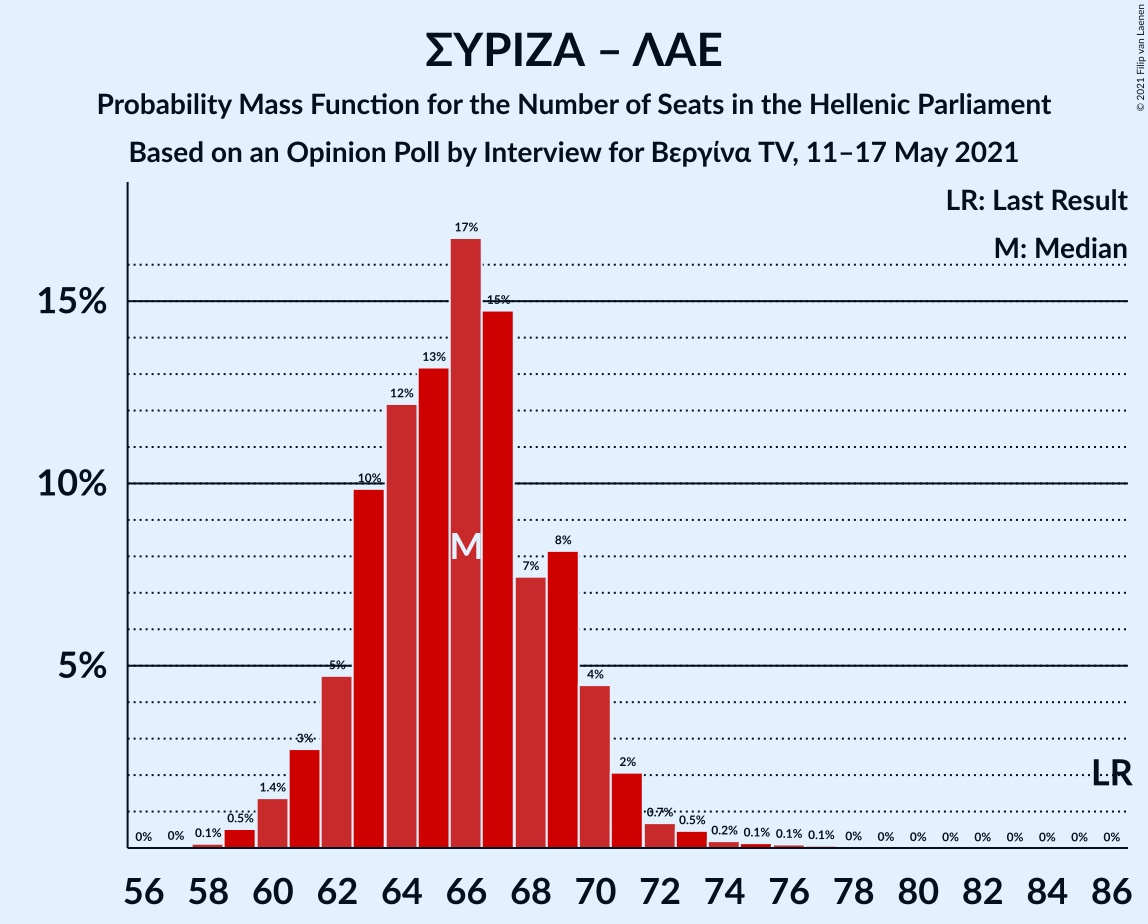 ΣΥΡΙΖΑ – ΛΑΕ
Probability Mass Function for the Number of Seats in the Hellenic Parliament
Based on an Opinion Poll by Interview for Βεργίνα TV, 11–17 May 2021
© 2021 Filip van Laenen
LR: Last Result
M: Median
15%
10%
5%
0% 0% 0.1% 0.5% 1.4% 3% 5% 10% 12% 13% 17% 15% 7% 8% 4% 2% 0.7% 0.5% 0.2% 0.1% 0.1% 0.1% 0% 0% 0% 0% 0% 0% 0% 0% 0%
M
LR
56 58 60 62 64 66 68 70 72 74 76 78 80 82 84 86